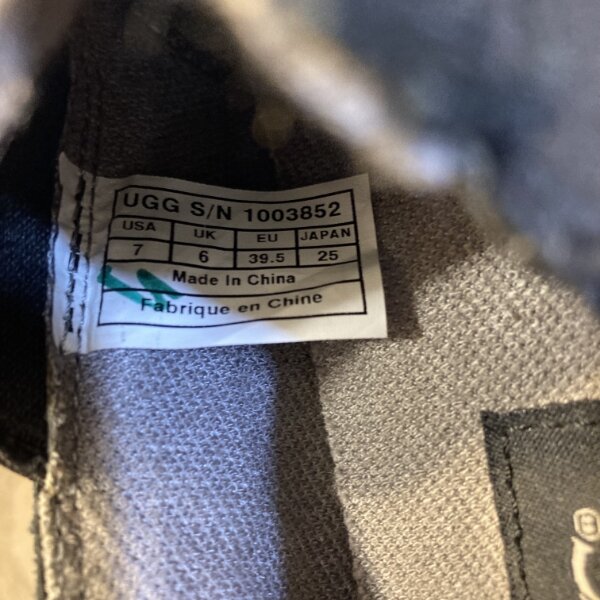 UGG S/N 1003852
USA UK EU JAPAN
7 6 39.5 25
Made In China
Fabrique en Chine
®